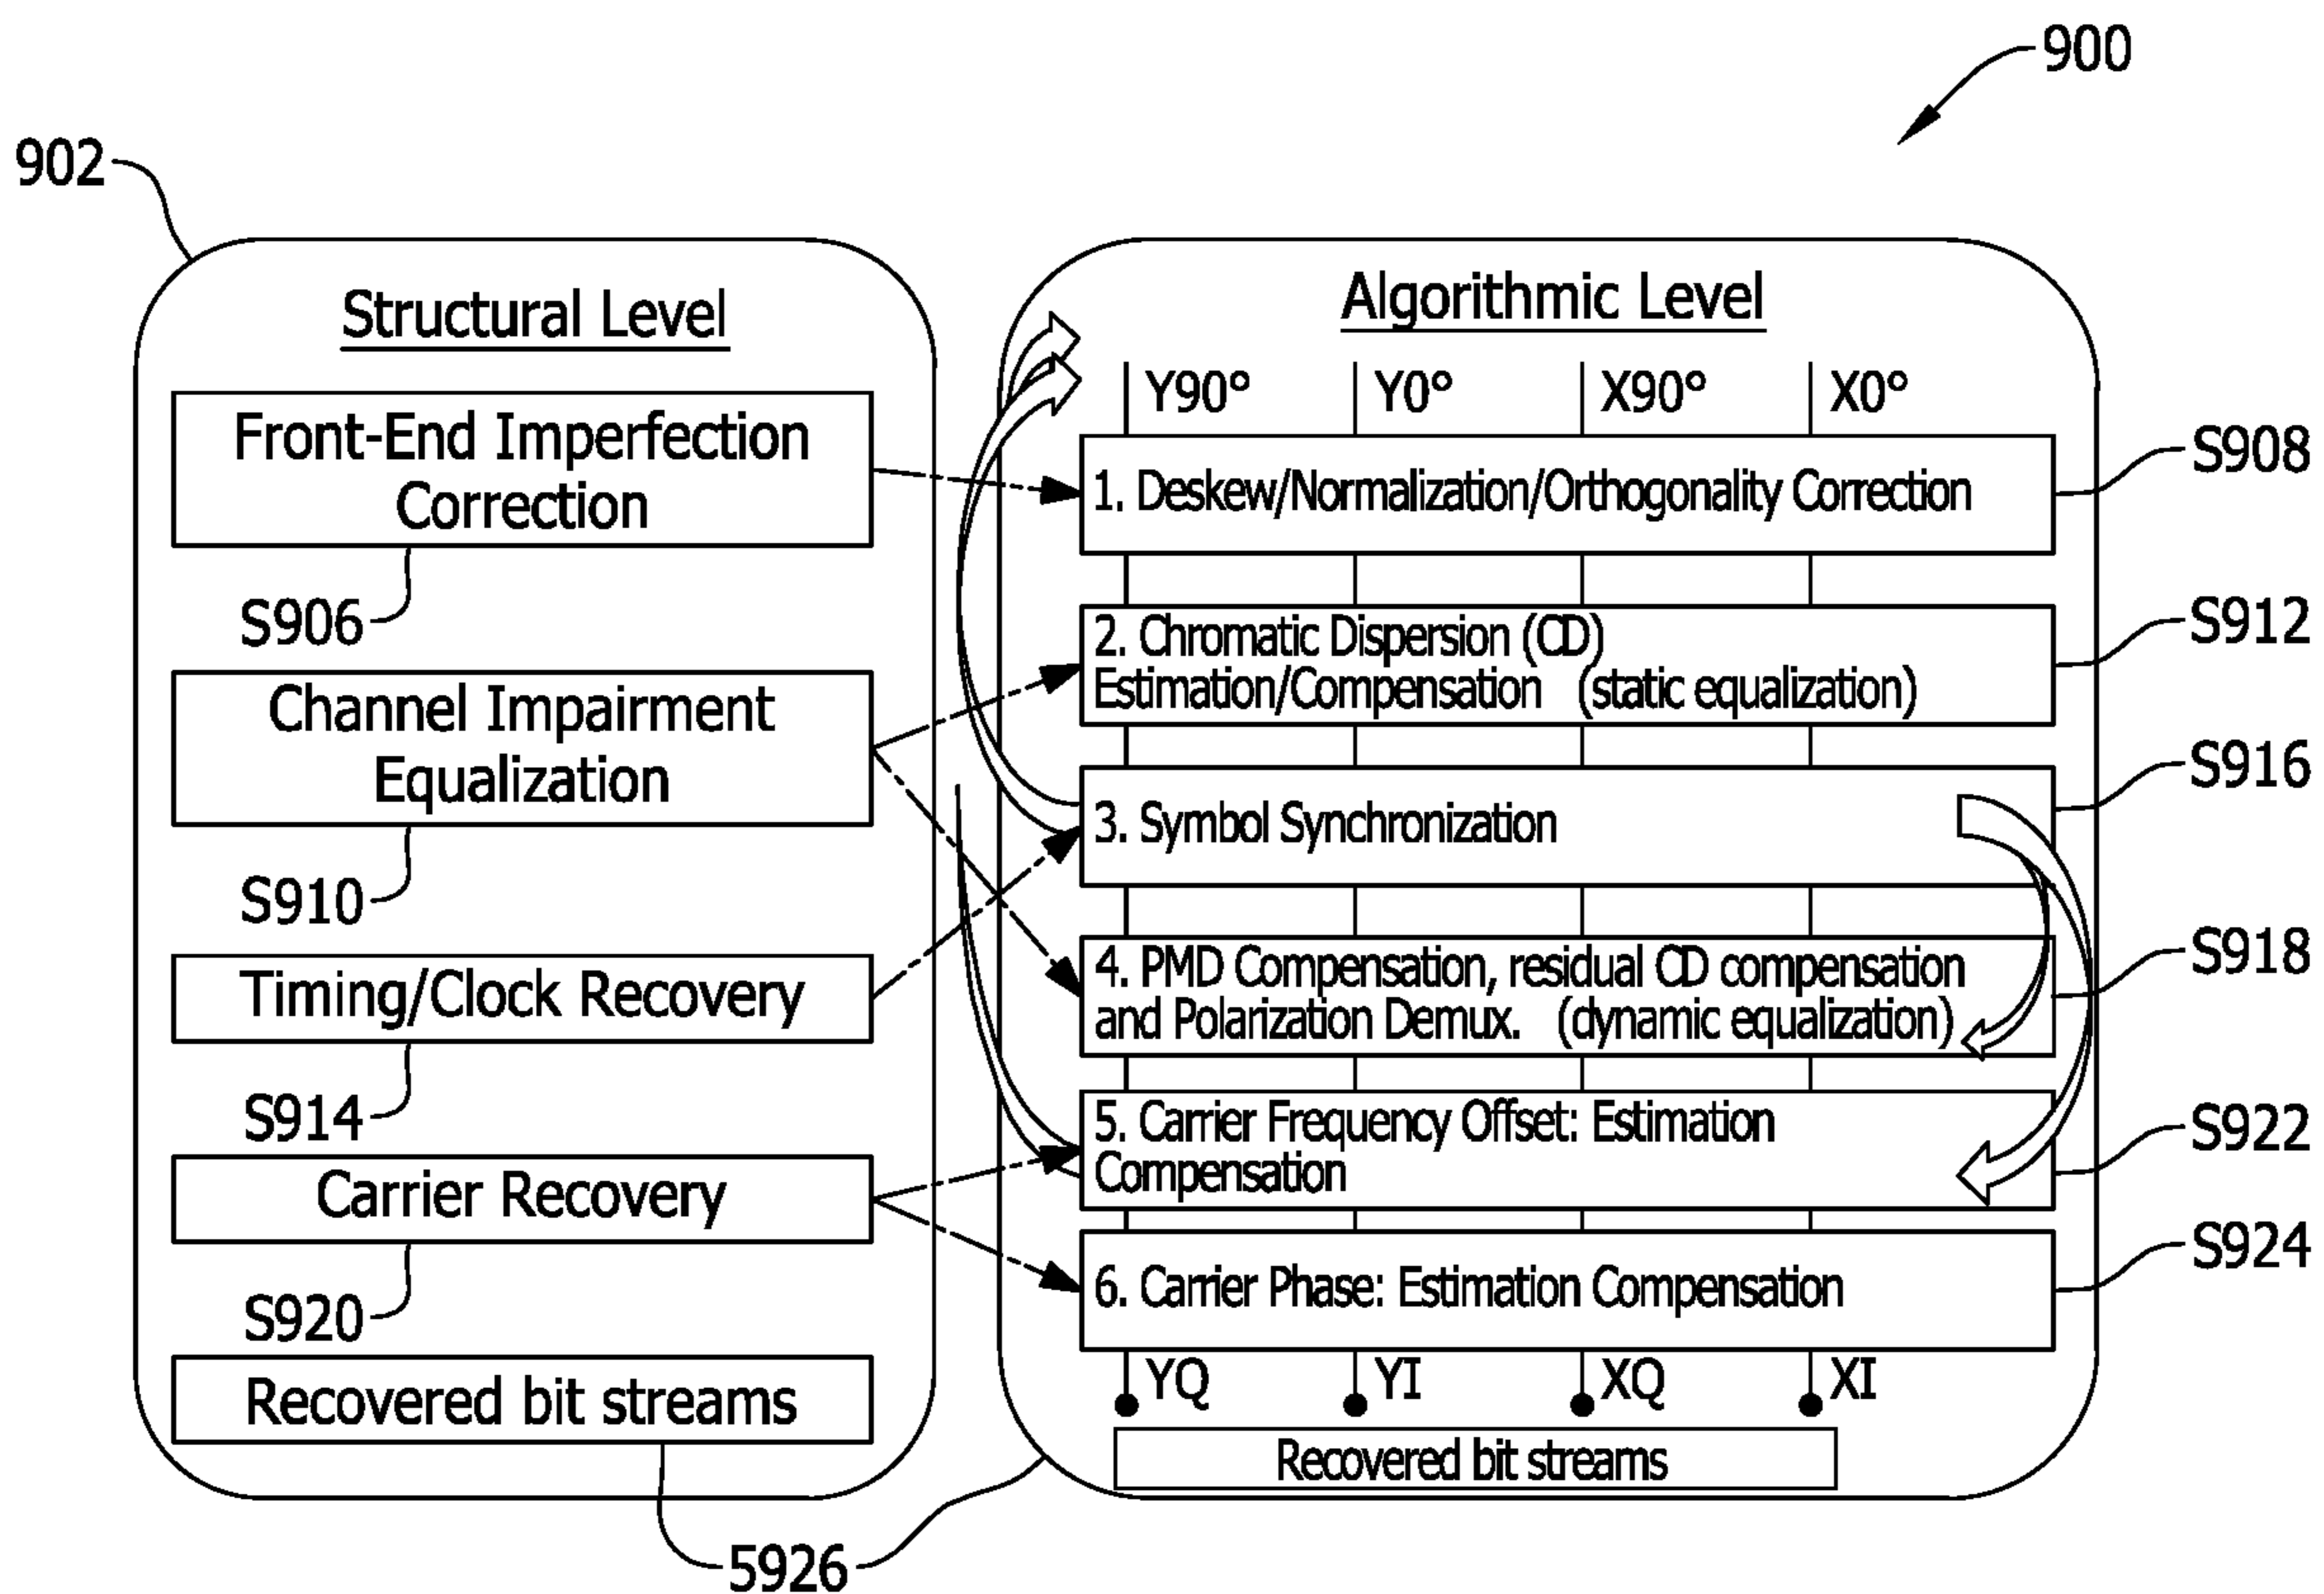 900
902
Structural Level
Front-End Imperfection
Correction
S906
Channel Impairment
Equalization
S910
Timing/Clock Recovery
S914
Carrier Recovery
S920
Recovered bit streams
5926
Algorithmic Level
Y90° Y0° X90° X0°
1. Deskew/Normalization/Orthogonality Correction
S908
2. Chromatic Dispersion (CD)
Estimation/Compensation (static equalization)
S912
3. Symbol Synchronization
S916
4. PMD Compensation, residual CD compensation
and Polarization Demux. (dynamic equalization)
S918
5. Carrier Frequency Offset: Estimation
Compensation
S922
6. Carrier Phase: Estimation Compensation
S924
YQ YI XQ XI
Recovered bit streams